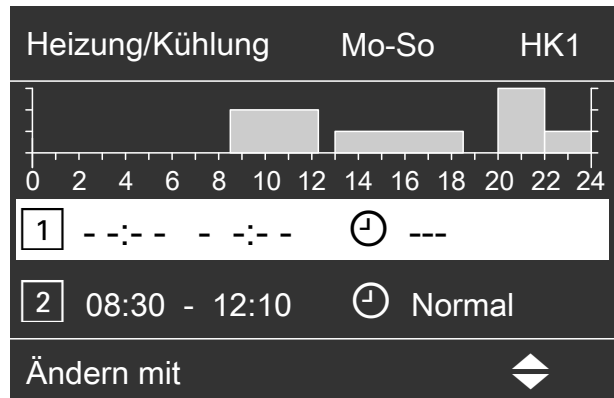 Heizung/Kühlung Mo-So HK1
0 2 4 6 8 10 12 14 16 18 20 22 24
1 - -:- - - -:- - ---
2 08:30 - 12:10 Normal
Ändern mit